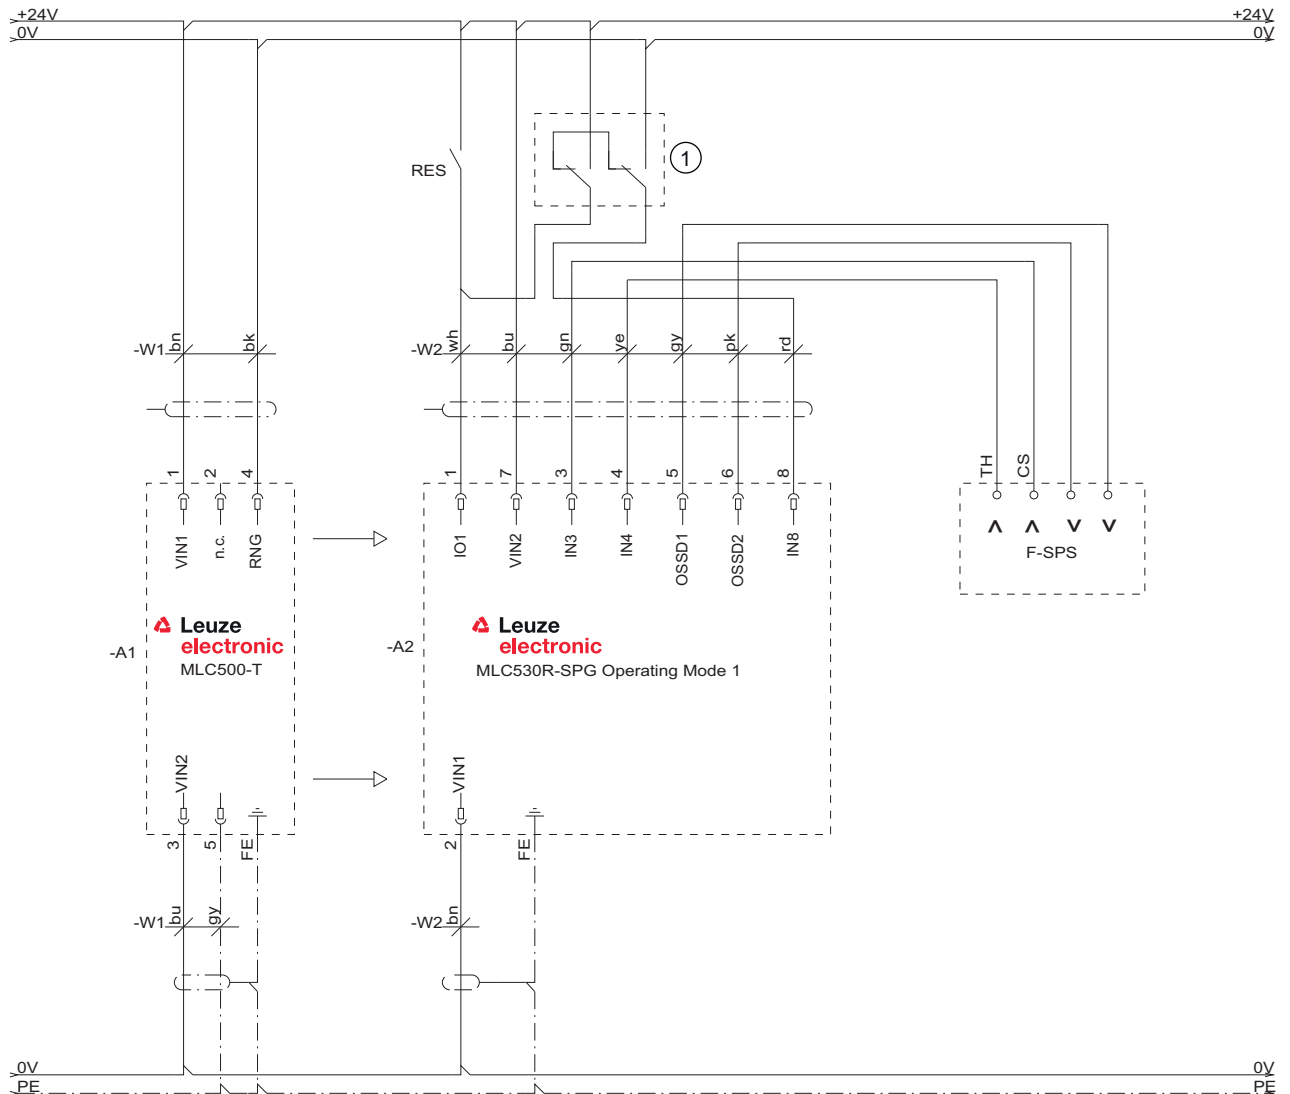 +24V +24V
0V 0V
RES
1
-W1 bn bk
-W2 wh bu gn ye gy pk rd
TH CS
1 2 4
1 7 3 4 5 6 8
VIN1 n.c. RNG
IO1 VIN2 IN3 IN4 OSSD1 OSSD2 IN8
Λ Λ V V
F-SPS
Leuze
electronic
MLC500-T
-A1
Leuze
electronic
MLC530R-SPG Operating Mode 1
-A2
VIN2
VIN1
3 5 FE
2 FE
-W1 bu gy
-W2 bn
0V 0V
PE PE